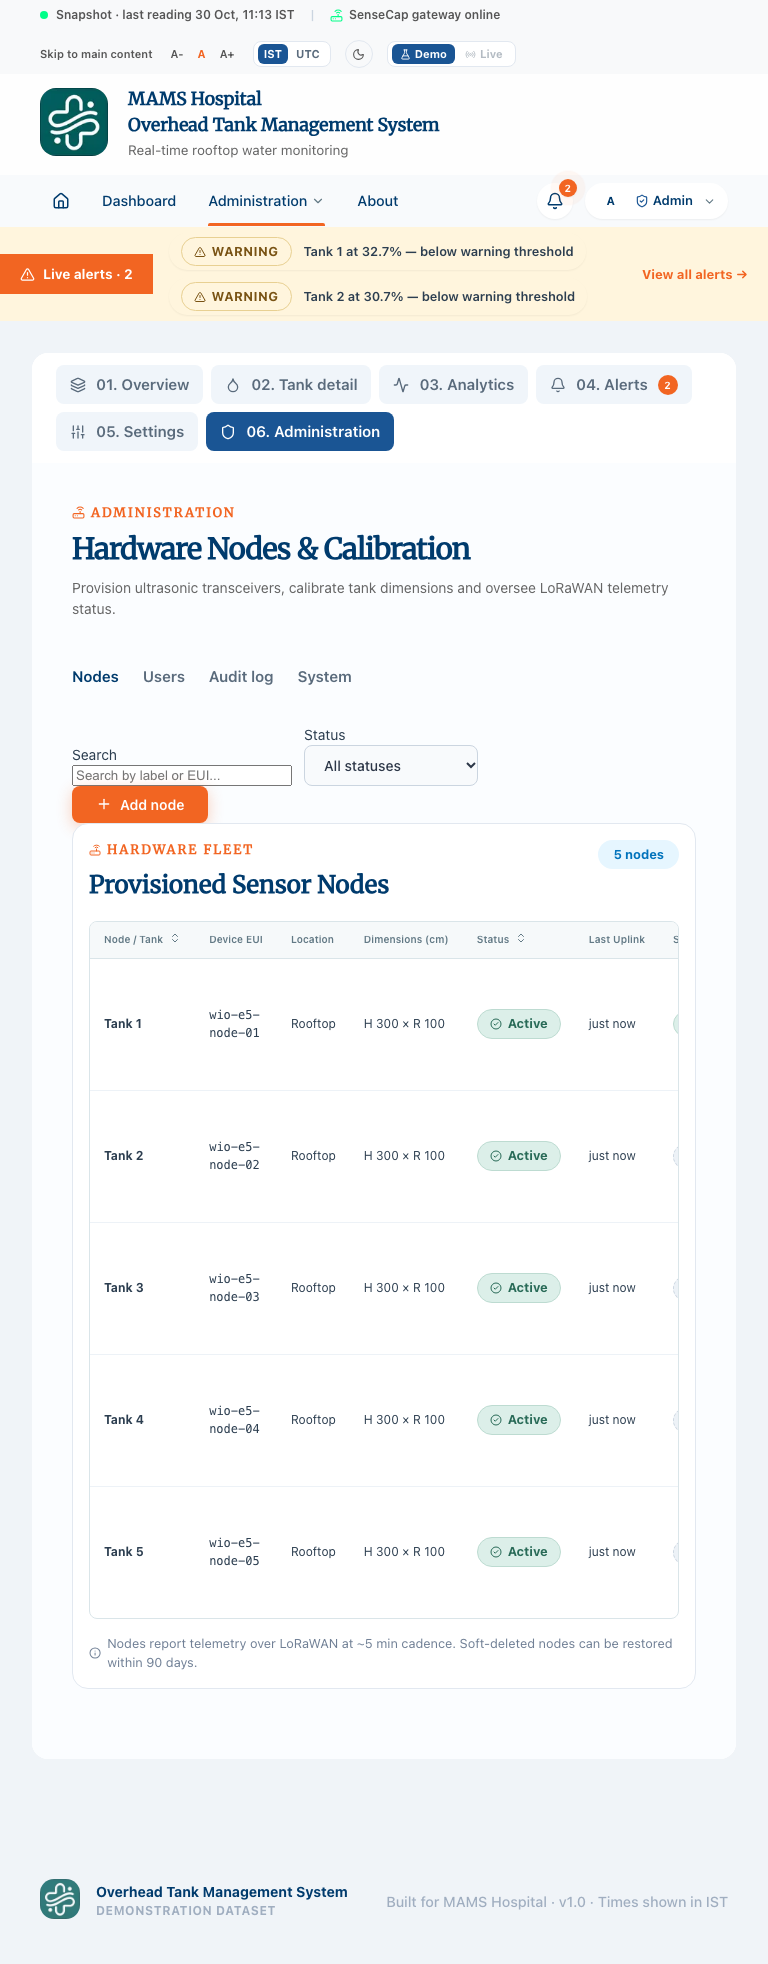 Snapshot · last reading 30 Oct, 11:13 IST | SenseCap gateway online
Skip to main content A- A A+ IST UTC Demo Live
MAMS Hospital
Overhead Tank Management System
Real-time rooftop water monitoring
Dashboard Administration About 2 A Admin
Live alerts · 2
WARNING Tank 1 at 32.7% — below warning threshold
WARNING Tank 2 at 30.7% — below warning threshold
View all alerts →
01. Overview 02. Tank detail 03. Analytics 04. Alerts 2
05. Settings 06. Administration
ADMINISTRATION
Hardware Nodes & Calibration
Provision ultrasonic transceivers, calibrate tank dimensions and oversee LoRaWAN telemetry
status.
Nodes Users Audit log System
Search
Search by label or EUI...
Status
All statuses
+ Add node
HARDWARE FLEET
Provisioned Sensor Nodes
5 nodes
Node / Tank Device EUI Location Dimensions (cm) Status Last Uplink S
Tank 1 wio-e5-
node-01 Rooftop H 300 × R 100 Active just now
Tank 2 wio-e5-
node-02 Rooftop H 300 × R 100 Active just now
Tank 3 wio-e5-
node-03 Rooftop H 300 × R 100 Active just now
Tank 4 wio-e5-
node-04 Rooftop H 300 × R 100 Active just now
Tank 5 wio-e5-
node-05 Rooftop H 300 × R 100 Active just now
Nodes report telemetry over LoRaWAN at ~5 min cadence. Soft-deleted nodes can be restored
within 90 days.
Overhead Tank Management System
DEMONSTRATION DATASET
Built for MAMS Hospital · v1.0 · Times shown in IST